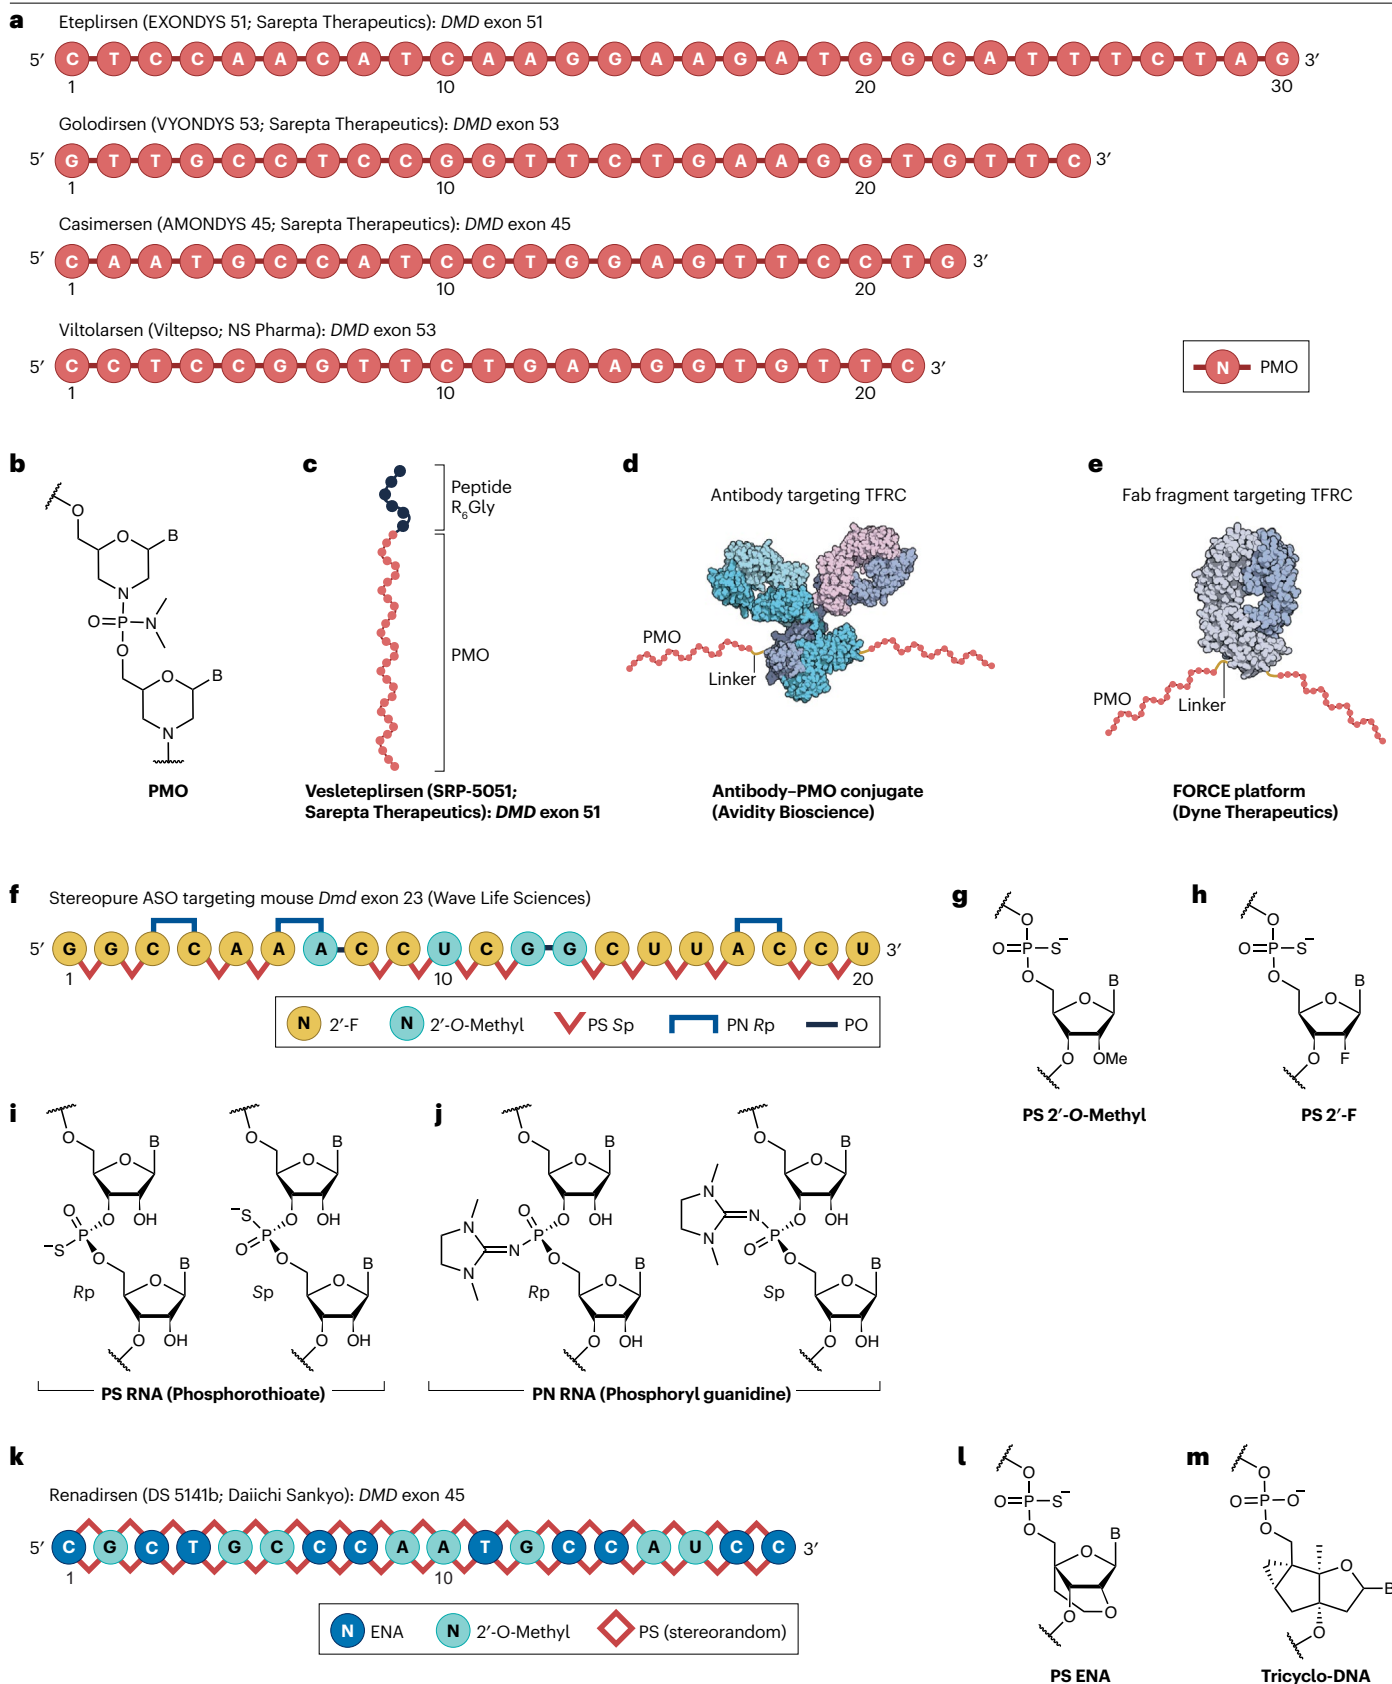 a
Eteplirsen (EXONDYS 51; Sarepta Therapeutics): DMD exon 51
5′ C T C C A A C A T C A A G G A A G A T G G C A T T T C T A G 3′
1 10 20 30
Golodirsen (VYONDYS 53; Sarepta Therapeutics): DMD exon 53
5′ G T T G C C T C C G G T T C T G A A G G T G T T C 3′
1 10 20
Casimersen (AMONDYS 45; Sarepta Therapeutics): DMD exon 45
5′ C A A T G C C A T C C T G G A G T T C C T G 3′
1 10 20
Viltolarsen (Viltepso; NS Pharma): DMD exon 53
5′ C C T C C G G T T C T G A A G G T G T T C 3′
1 10 20
N PMO
b
O
O B
N
O=P–N
O
O B
N
PMO
c
Peptide
R6Gly
PMO
Vesleteplirsen (SRP-5051;
Sarepta Therapeutics): DMD exon 51
d
Antibody targeting TFRC
PMO
Linker
Antibody–PMO conjugate
(Avidity Bioscience)
e
Fab fragment targeting TFRC
PMO
Linker
FORCE platform
(Dyne Therapeutics)
f
Stereopure ASO targeting mouse Dmd exon 23 (Wave Life Sciences)
5′ G G C C A A A C C U C G G C U U A C C U 3′
1 10 20
N 2′-F N 2′-O-Methyl PS Sp PN Rp PO
g
O
O=P–S−
O
O B
O OMe
PS 2′-O-Methyl
h
O
O=P–S−
O
O B
O F
PS 2′-F
i
O B
O
O O OH
−S P
O B
Rp O
O OH
O B
O
−S O OH
O P
O B
Sp O
O OH
PS RNA (Phosphorothioate)
j
O B
O
O O OH
N N P
N O B
Rp O
O OH
O B
O
N O OH
N N P
O O B
Sp O
O OH
PN RNA (Phosphoryl guanidine)
k
Renadirsen (DS 5141b; Daiichi Sankyo): DMD exon 45
5′ C G C T G C C C A A T G C C A U C C 3′
1 10
N ENA N 2′-O-Methyl PS (stereorandom)
l
O
O=P–S−
O
O B
O O
PS ENA
m
O
O=P–O−
O
O
B
O
Tricyclo-DNA